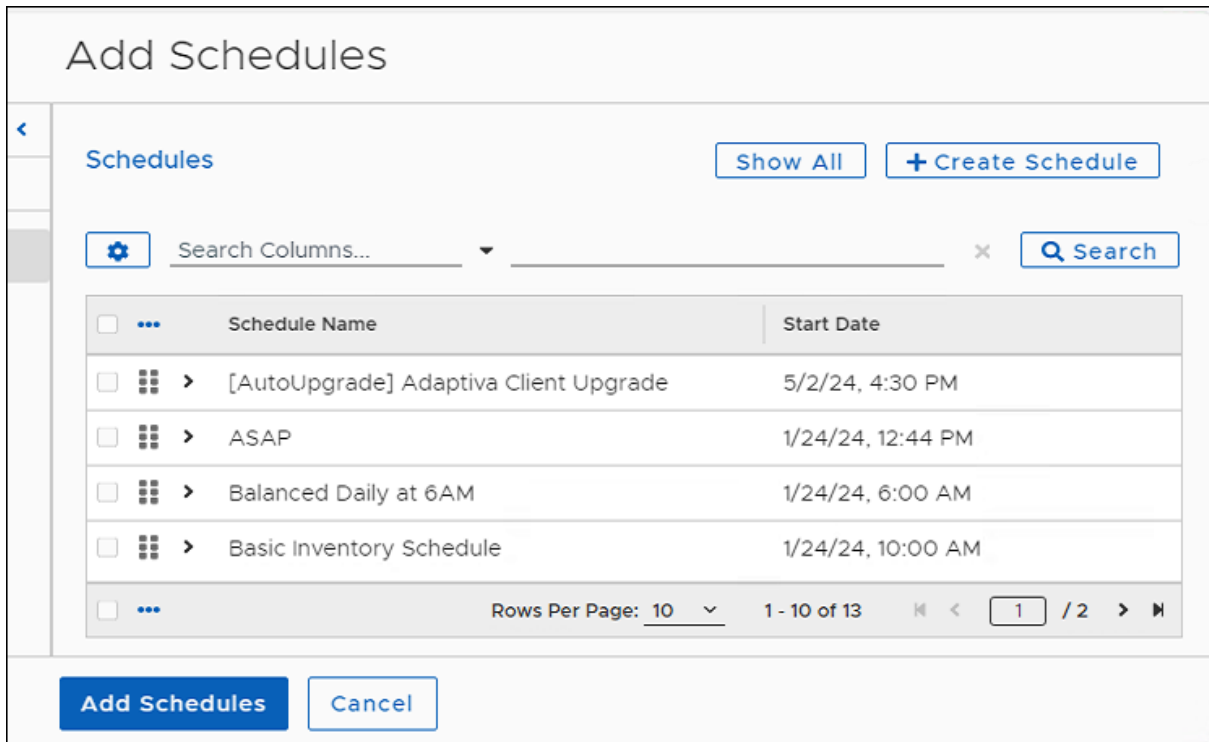 Add Schedules
Schedules
Show All
+ Create Schedule
Search Columns...
Search
Schedule Name Start Date
[AutoUpgrade] Adaptiva Client Upgrade 5/2/24, 4:30 PM
ASAP 1/24/24, 12:44 PM
Balanced Daily at 6AM 1/24/24, 6:00 AM
Basic Inventory Schedule 1/24/24, 10:00 AM
Rows Per Page: 10 1 - 10 of 13 1 / 2
Add Schedules
Cancel